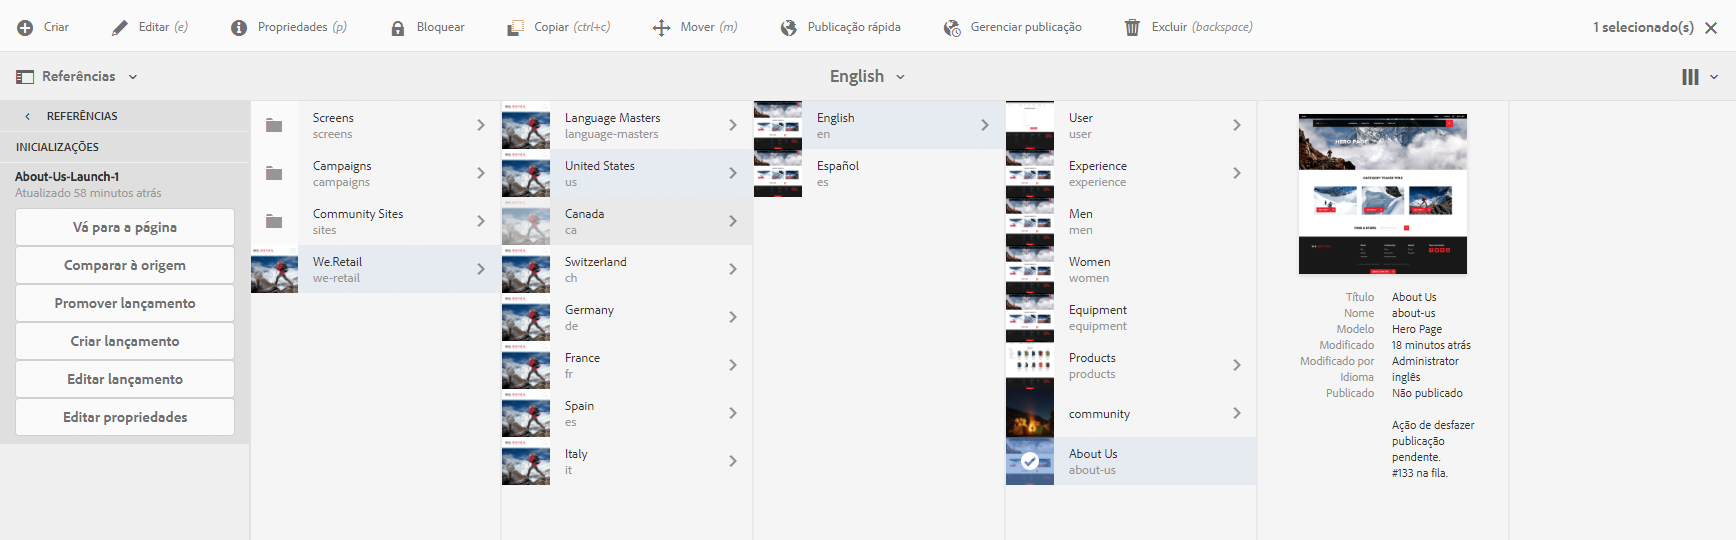 Criar
Editar (e)
Propriedades (p)
Bloquear
Copiar (ctrl+c)
Mover (m)
Publicação rápida
Gerenciar publicação
Excluir (backspace)
1 selecionado(s)
Referências
English
REFERÊNCIAS
INICIALIZAÇÕES
About-Us-Launch-1
Atualizado 58 minutos atrás
Vá para a página
Comparar à origem
Promover lançamento
Criar lançamento
Editar lançamento
Editar propriedades
Screens
screens
Campaigns
campaigns
Community Sites
sites
We.Retail
we-retail
Language Masters
language-masters
United States
us
Canada
ca
Switzerland
ch
Germany
de
France
fr
Spain
es
Italy
it
English
en
Español
es
User
user
Experience
experience
Men
men
Women
women
Equipment
equipment
Products
products
community
About Us
about-us
HERO PAGE
CATEGORY TEASER TITLE
Título About Us
Nome about-us
Modelo Hero Page
Modificado 18 minutos atrás
Modificado por Administrator
Idioma inglês
Publicado Não publicado
Ação de desfazer
publicação
pendente.
#133 na fila.